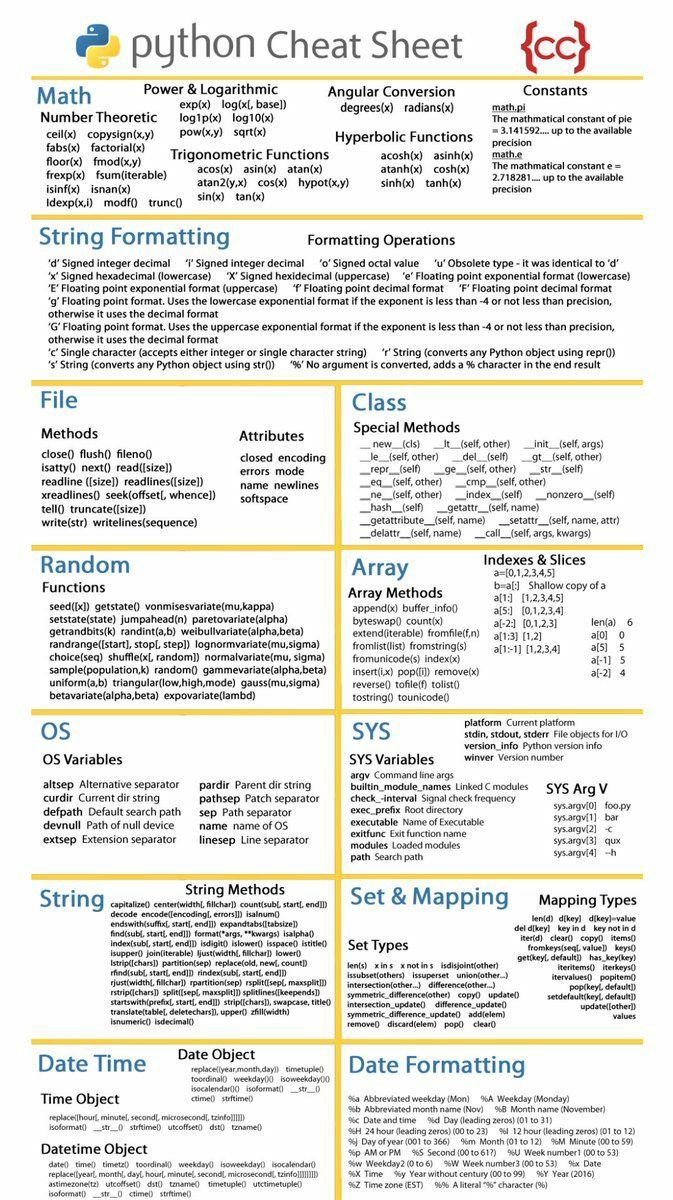 python Cheat Sheet
{cc}
Math
Number Theoretic
ceil(x) copysign(x,y)
fabs(x) factorial(x)
floor(x) fmod(x,y)
frexp(x) fsum(iterable)
isinf(x) isnan(x)
ldexp(x,i) modf() trunc()
Power & Logarithmic
exp(x) log(x[, base])
log1p(x) log10(x)
pow(x,y) sqrt(x)
Trigonometric Functions
acos(x) asin(x) atan(x)
atan2(y,x) cos(x) hypot(x,y)
sin(x) tan(x)
Angular Conversion
degrees(x) radians(x)
Hyperbolic Functions
acosh(x) asinh(x)
atanh(x) cosh(x)
sinh(x) tanh(x)
Constants
math.pi
The mathmatical constant of pie
= 3.141592.... up to the available
precision
math.e
The mathmatical constant e =
2.718281.... up to the available
precision
String Formatting
Formatting Operations
'd' Signed integer decimal 'i' Signed integer decimal 'o' Signed octal value 'u' Obsolete type - it was identical to 'd'
'x' Signed hexadecimal (lowercase) 'X' Signed hexidecimal (uppercase) 'e' Floating point exponential format (lowercase)
'E' Floating point exponential format (uppercase) 'f' Floating point decimal format 'F' Floating point decimal format
'g' Floating point format. Uses the lowercase exponential format if the exponent is less than -4 or not less than precision,
otherwise it uses the decimal format
'G' Floating point format. Uses the uppercase exponential format if the exponent is less than -4 or not less than precision,
otherwise it uses the decimal format
'c' Single character (accepts either integer or single character string) 'r' String (converts any Python object using repr())
's' String (converts any Python object using str()) '%' No argument is converted, adds a % character in the end result
File
Methods
close() flush() fileno()
isatty() next() read([size])
readline ([size]) readlines([size])
xreadlines() seek(offset[, whence])
tell() truncate([size])
write(str) writelines(sequence)
Attributes
closed encoding
errors mode
name newlines
softspace
Class
Special Methods
__ new__(cls) __lt__(self, other) __init__(self, args)
__le__(self, other) __del__(self) __gt__(self, other)
__repr__(self) __ge__(self, other) __str__(self)
__eq__(self, other) __cmp__(self, other)
__ne__(self, other) __index__(self) __nonzero__(self)
__hash__(self) __getattr__(self, name)
__getattribute__(self, name) __setattr__(self, name, attr)
__delattr__(self, name) __call__(self, args, kwargs)
Random
Functions
seed([x]) getstate() vonmisesvariate(mu,kappa)
setstate(state) jumpahead(n) paretovariate(alpha)
getrandbits(k) randint(a,b) weibullvariate(alpha,beta)
randrange([start], stop[, step]) lognormvariate(mu,sigma)
choice(seq) shuffle(x[, random]) normalvariate(mu, sigma)
sample(population,k) random() gammevariate(alpha,beta)
uniform(a,b) triangular(low,high,mode) gauss(mu,sigma)
betavariate(alpha,beta) expovariate(lambd)
Array
Array Methods
append(x) buffer_info()
byteswap() count(x)
extend(iterable) fromfile(f,n)
fromlist(list) fromstring(s)
fromunicode(s) index(x)
insert(i,x) pop([i]) remove(x)
reverse() tofile(f) tolist()
tostring() tounicode()
Indexes & Slices
a=[0,1,2,3,4,5]
b=a[:] Shallow copy of a
a[1:] [1,2,3,4,5]
a[5:] [0,1,2,3,4]
a[-2:] [0,1,2,3]
a[1:3] [1,2]
a[1:-1] [1,2,3,4]
len(a) 6
a[0] 0
a[5] 5
a[-1] 5
a[-2] 4
OS
OS Variables
altsep Alternative separator
curdir Current dir string
defpath Default search path
devnull Path of null device
extsep Extension separator
pardir Parent dir string
pathsep Patch separator
sep Path separator
name name of OS
linesep Line separator
SYS
SYS Variables
argv Command line args
builtin_module_names Linked C modules
check_-interval Signal check frequency
exec_prefix Root directory
executable Name of Executable
exitfunc Exit function name
modules Loaded modules
path Search path
platform Current platform
stdin, stdout, stderr File objects for I/O
version_info Python version info
winver Version number
SYS Arg V
sys.argv[0] foo.py
sys.argv[1] bar
sys.argv[2] -c
sys.argv[3] qux
sys.argv[4] --h
String
String Methods
capitalize() center(width[, fillchar]) count(sub[, start[, end]])
decode encode([encoding[, errors]]) isalnum()
endswith(suffix[, start[, end]]) expandtabs([tabsize])
find(sub[, start[, end]]) format(*args, **kwargs) isalpha()
index(sub[, start[, end]]) isdigit() islower() isspace() istitle()
isupper() join(iterable) ljust(width[, fillchar]) lower()
lstrip([chars]) partition(sep) replace(old, new[, count])
rfind(sub[, start[, end]]) rindex(sub[, start[, end]])
rjust(width[, fillchar]) rpartition(sep) rsplit([sep[, maxsplit]])
rstrip([chars]) split([sep[, maxsplit]]) splitlines([keepends])
startswith(prefix[, start[, end]]) strip([chars]), swapcase, title()
translate(table[, deletechars]), upper() zfill(width)
isnumeric() isdecimal()
Set & Mapping
Set Types
len(s) x in s x not in s isdisjoint(other)
issubset(others) issuperset union(other...)
intersection(other...) difference(other...)
symmetric_difference(other) copy() update()
intersection_update() difference_update()
symmetric_difference_update() add(elem)
remove() discard(elem) pop() clear()
Mapping Types
len(d) d[key] d[key]=value
del d[key] key in d key not in d
iter(d) clear() copy() items()
fromkeys(seq[, value]) keys()
get(key[, default]) has_key(key)
iteritems() iterkeys()
itervalues() popitem()
pop(key[, default])
setdefault(key[, default])
update([other])
values
Date Time
Time Object
replace([hour[, minute[, second[, microsecond[, tzinfo]]]]])
isoformat() __str__() strftime() utcoffset() dst() tzname()
Date Object
replace((year,month,day)) timetuple()
toordinal() weekday()() isoweekday()()
isocalendar()() isoformat() __str__()
ctime() strftime()
Datetime Object
date() time() timetz() toordinal() weekday() isoweekday() isocalendar()
replace([year[, month[, day[, hour[, minute[, second[, microsecond[, tzinfo]]]]]]]])
astimezone(tz) utcoffset() dst() tzname() timetuple() utctimetuple()
isoformat() __str__() ctime() strftime()
Date Formatting
%a Abbreviated weekday (Mon) %A Weekday (Monday)
%b Abbreviated month name (Nov) %B Month name (November)
%c Date and time %d Day (leading zeros) (01 to 31)
%H 24 hour (leading zeros) (00 to 23) %I 12 hour (leading zeros) (01 to 12)
%j Day of year (001 to 366) %m Month (01 to 12) %M Minute (00 to 59)
%p AM or PM %S Second (00 to 61?) %U Week number1 (00 to 53)
%w Weekday2 (0 to 6) %W Week number3 (00 to 53) %x Date
%X Time %y Year without century (00 to 99) %Y Year (2016)
%Z Time zone (EST) %% A literal "%" character (%)